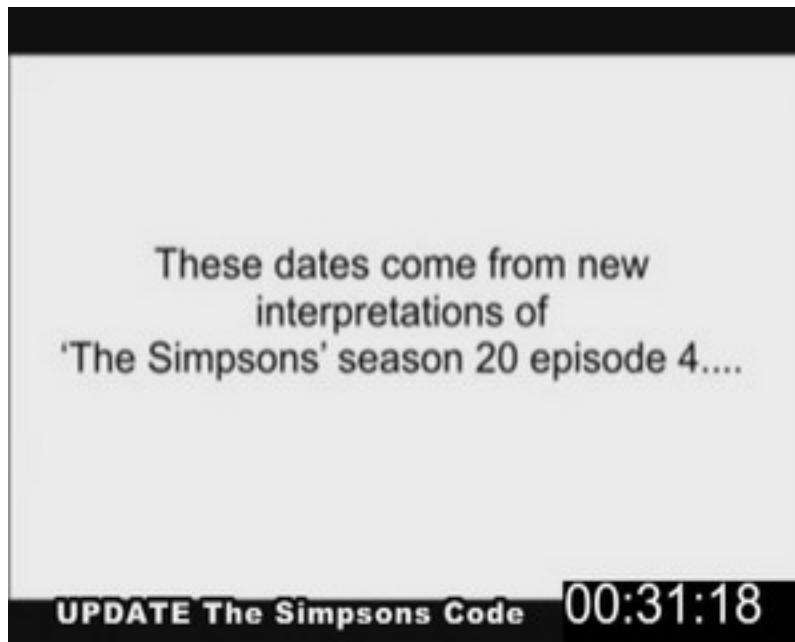 These dates come from new
interpretations of
‘The Simpsons’ season 20 episode 4....
UPDATE The Simpsons Code
00:31:18